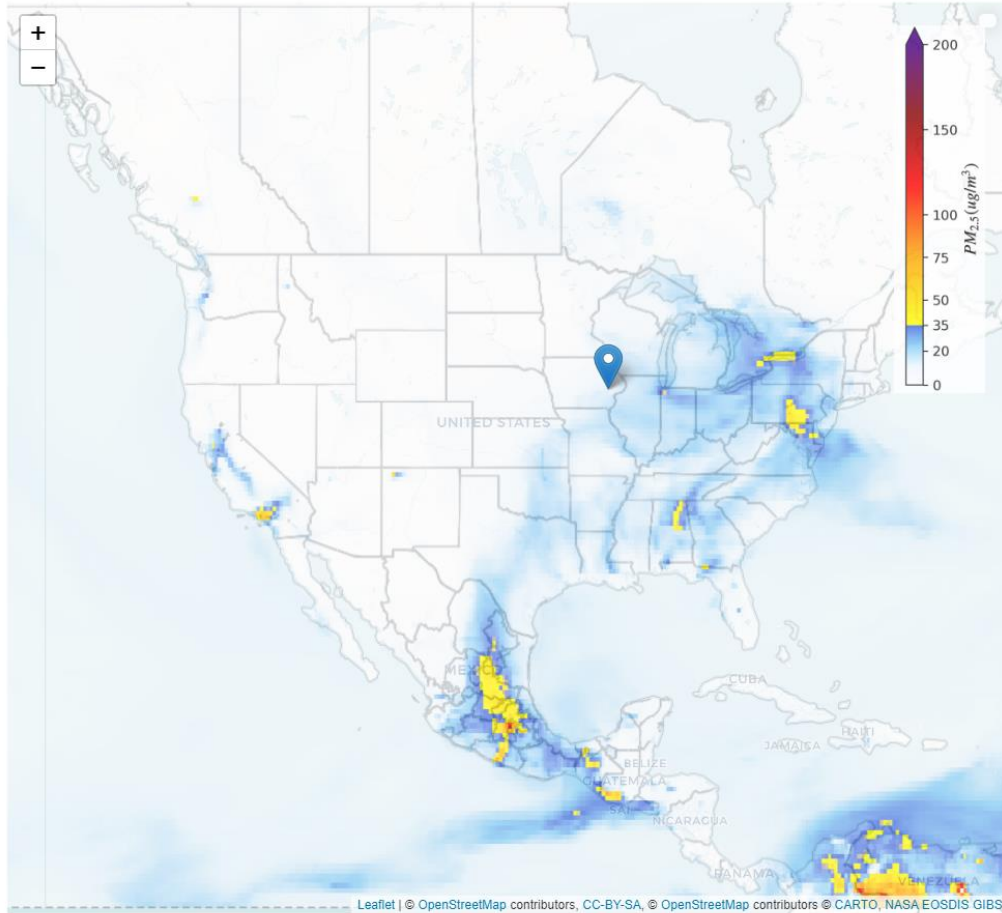 +
−
200
150
100
75
50
35
20
0
PM2.5(ug/m3)
UNITED STATES
MEXICO
CUBA
HAITI
JAMAICA
BELIZE
GUATEMALA
NICARAGUA
PANAMA
VENEZUELA
Leaflet | © OpenStreetMap contributors, CC-BY-SA, © OpenStreetMap contributors © CARTO, NASA EOSDIS GIBS